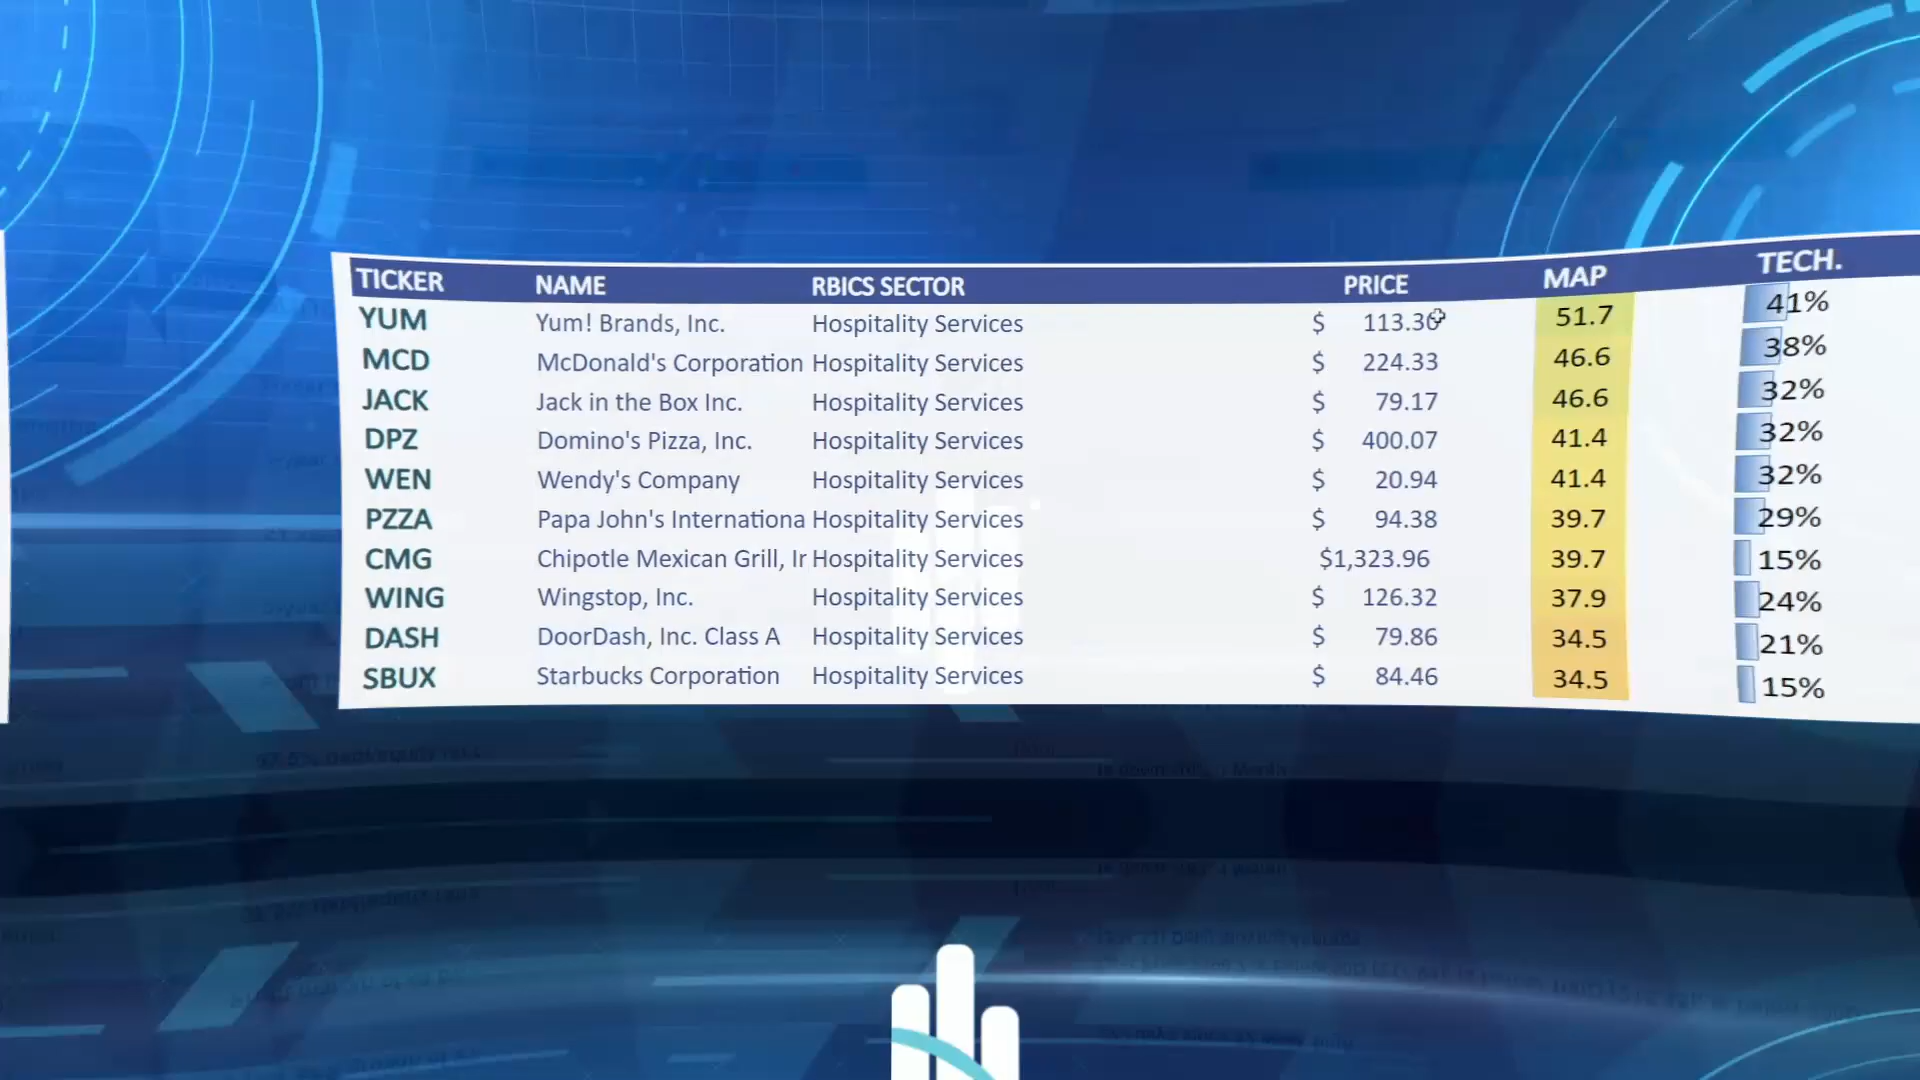 TICKER NAME RBICS SECTOR PRICE MAP TECH.
YUM Yum! Brands, Inc. Hospitality Services $ 113.30 51.7 41%
MCD McDonald's Corporation Hospitality Services $ 224.33 46.6 38%
JACK Jack in the Box Inc. Hospitality Services $ 79.17 46.6 32%
DPZ Domino's Pizza, Inc. Hospitality Services $ 400.07 41.4 32%
WEN Wendy's Company Hospitality Services $ 20.94 41.4 32%
PZZA Papa John's Internationa Hospitality Services $ 94.38 39.7 29%
CMG Chipotle Mexican Grill, Ir Hospitality Services $1,323.96 39.7 15%
WING Wingstop, Inc. Hospitality Services $ 126.32 37.9 24%
DASH DoorDash, Inc. Class A Hospitality Services $ 79.86 34.5 21%
SBUX Starbucks Corporation Hospitality Services $ 84.46 34.5 15%